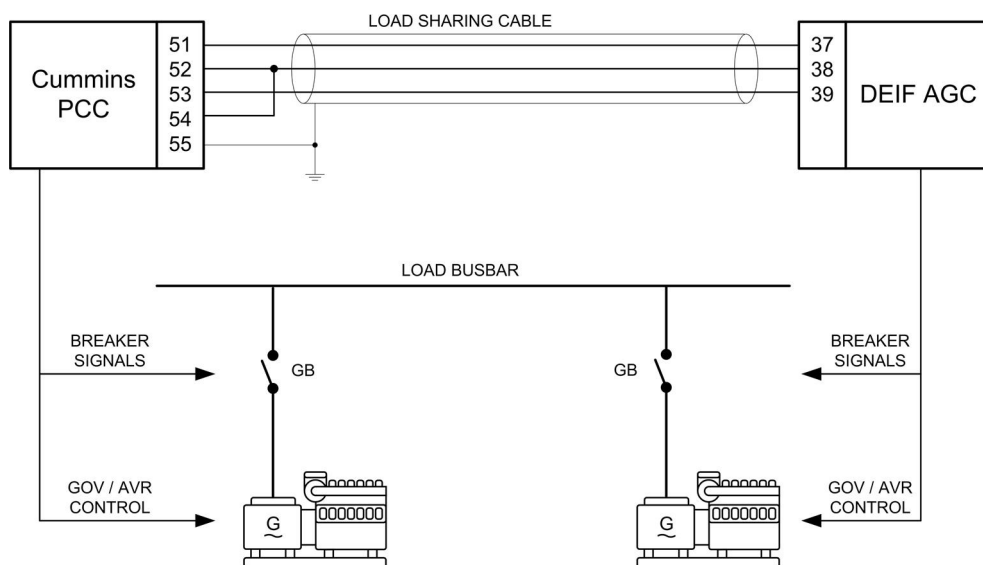 LOAD SHARING CABLE
Cummins
PCC
51
52
53
54
55
37
38
39
DEIF AGC
LOAD BUSBAR
BREAKER
SIGNALS
GB
GB
BREAKER
SIGNALS
GOV / AVR
CONTROL
G
G
GOV / AVR
CONTROL